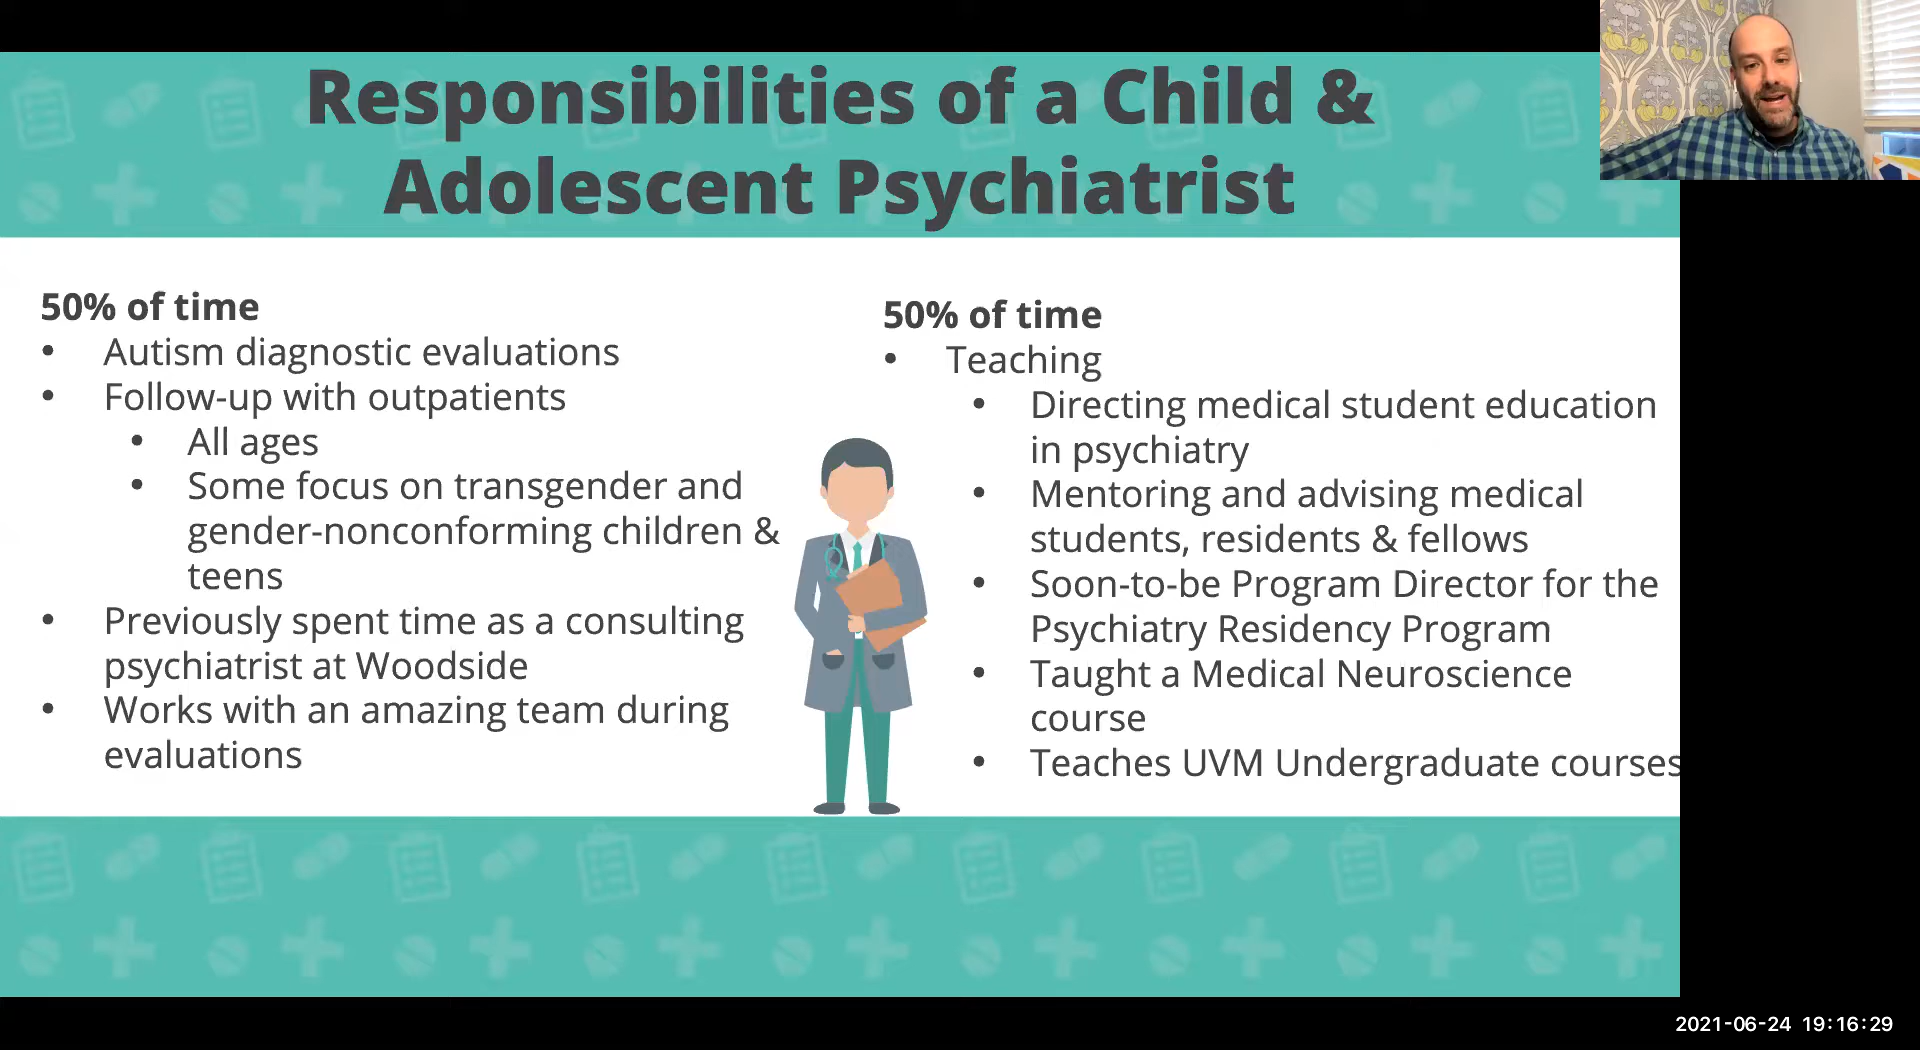 Responsibilities of a Child &
Adolescent Psychiatrist
50% of time
• Autism diagnostic evaluations
• Follow-up with outpatients
• All ages
• Some focus on transgender and
gender-nonconforming children &
teens
• Previously spent time as a consulting
psychiatrist at Woodside
• Works with an amazing team during
evaluations
50% of time
• Teaching
• Directing medical student education
in psychiatry
• Mentoring and advising medical
students, residents & fellows
• Soon-to-be Program Director for the
Psychiatry Residency Program
• Taught a Medical Neuroscience
course
• Teaches UVM Undergraduate courses
2021-06-24 19:16:29